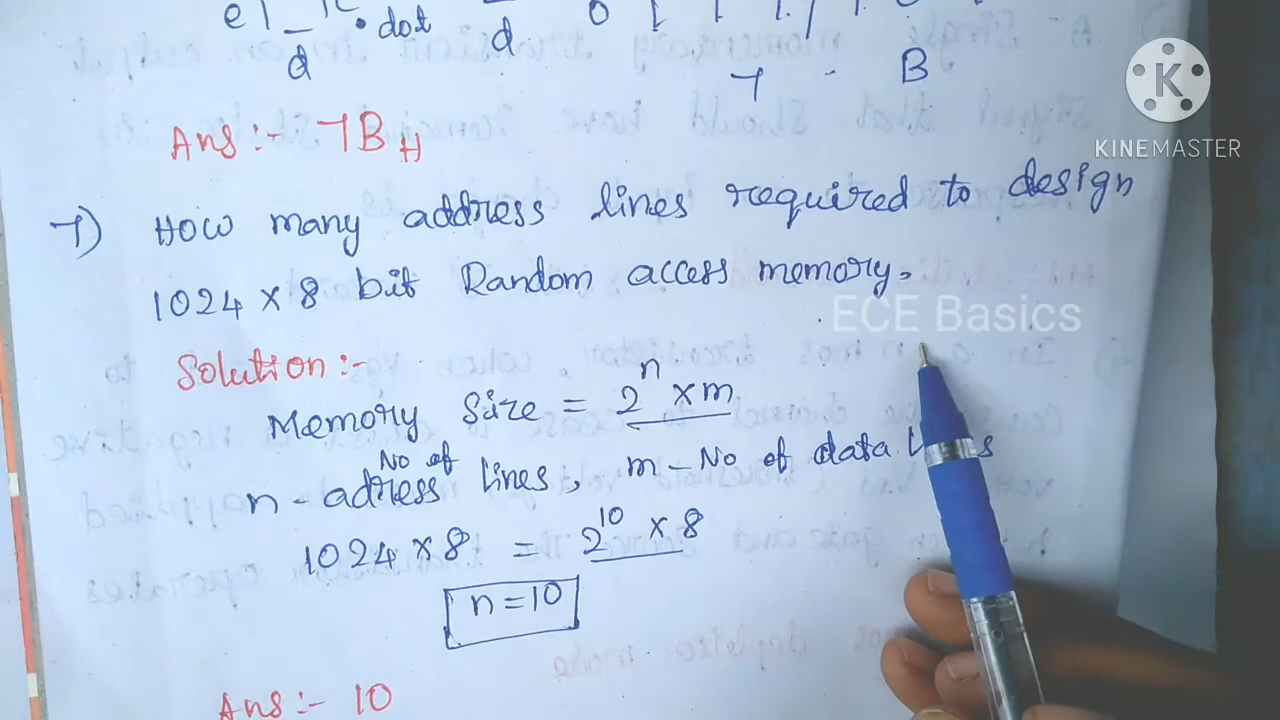 • dot
d
d
7 B
Ans :- 7B H
KINEMASTER
7) How many address lines required to design
1024 × 8 bit Random access memory.
ECE Basics
Solution :-
Memory Size = 2^n × m
n - adress No of lines, m - No of data
1024 × 8 = 2^10 × 8
n = 10
Ans :- 10